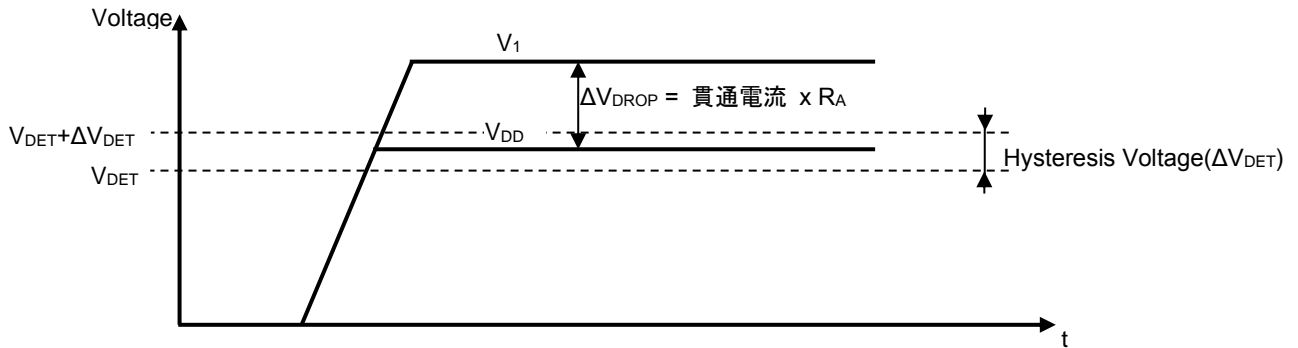 Voltage
V1
ΔVDROP = 貫通電流 x RA
VDET+ΔVDET
VDD
VDET
Hysteresis Voltage(ΔVDET)
t